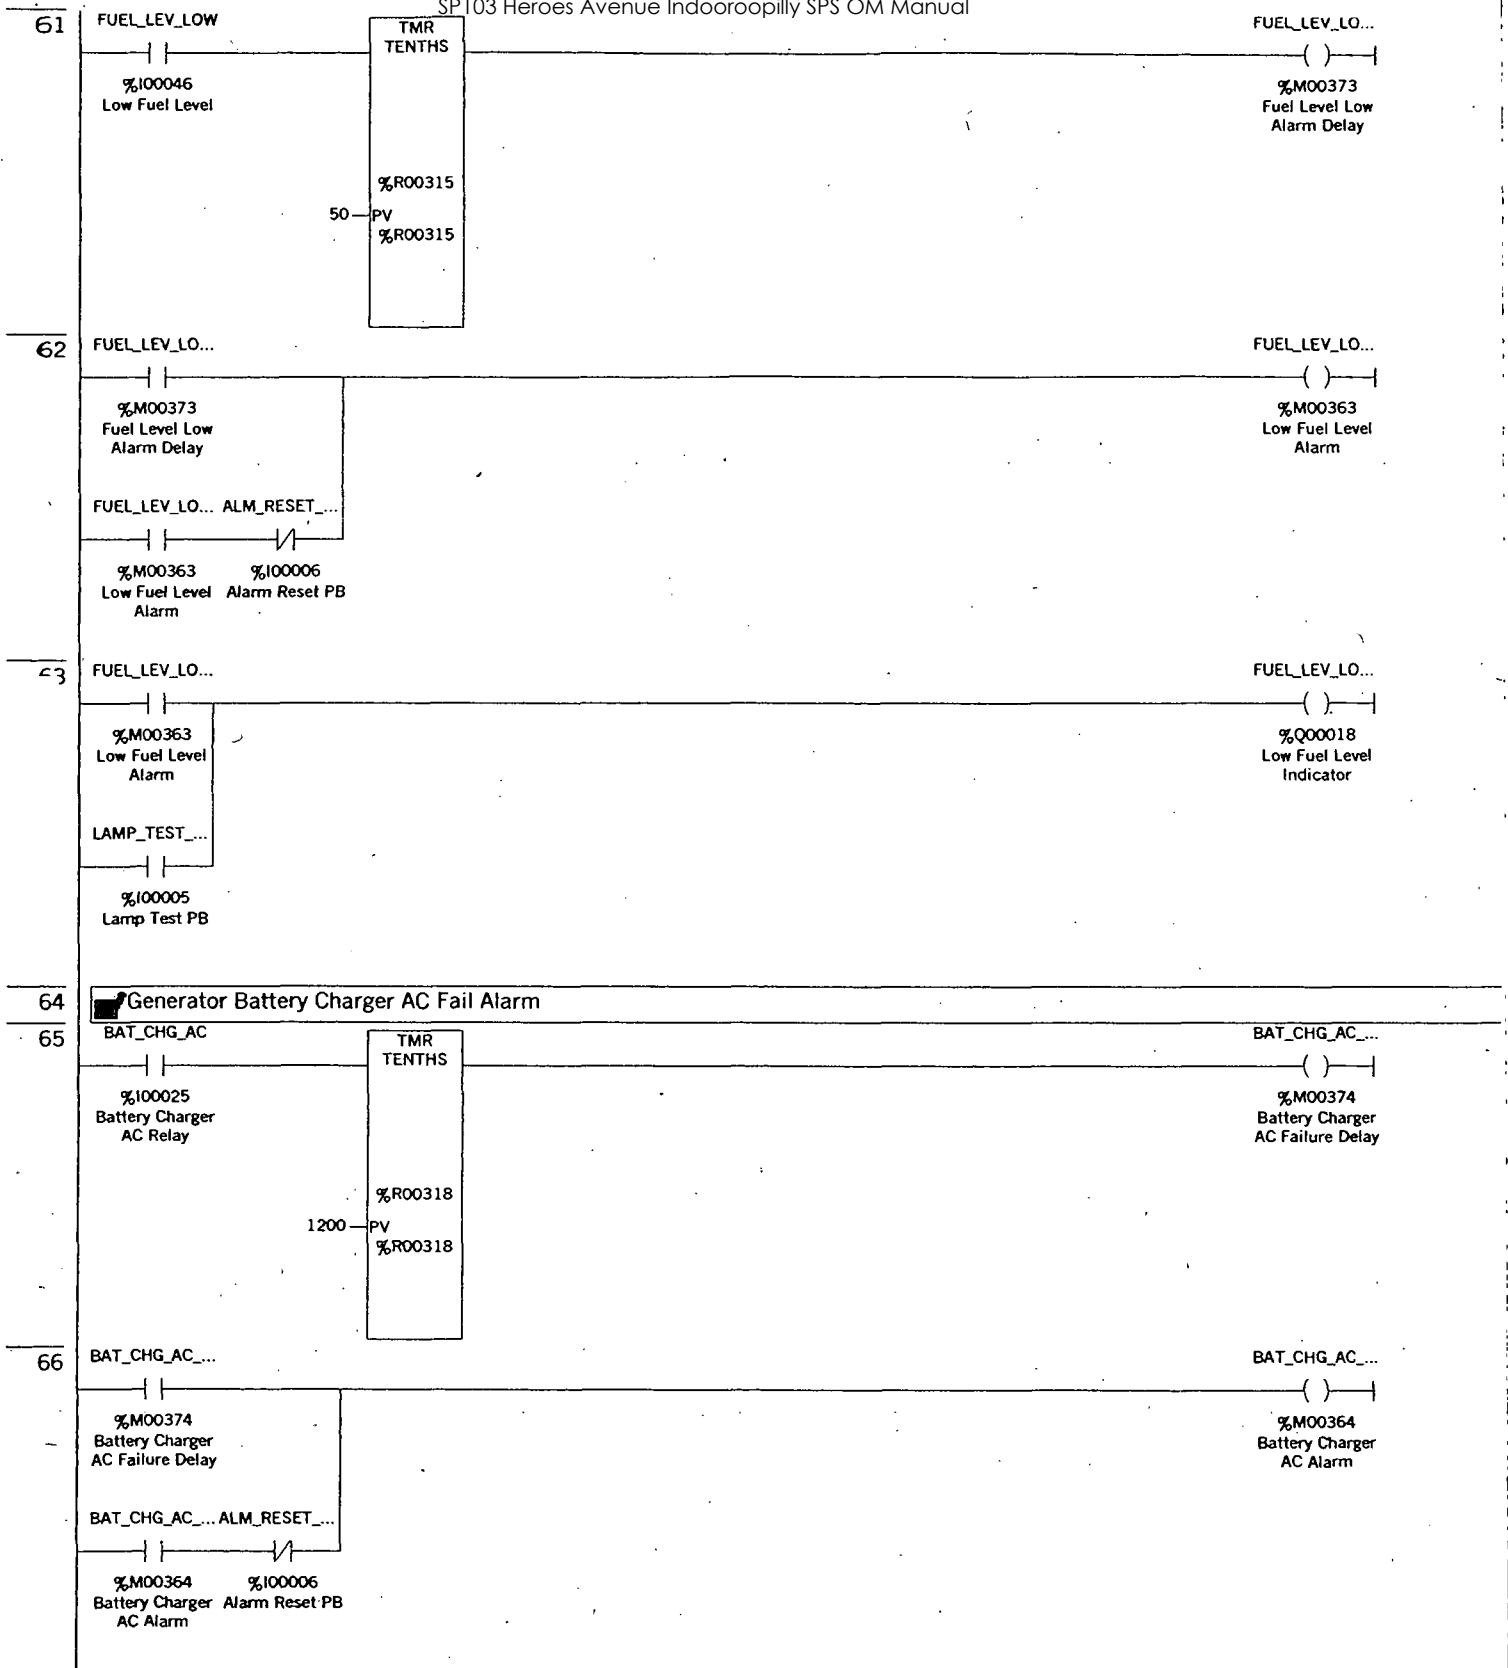 SP103 Heroes Avenue Indooroopilly SPS OM Manual
61
FUEL_LEV_LOW
TMR
TENTHS
FUEL_LEV_LO...
%I00046
Low Fuel Level
%M00373
Fuel Level Low
Alarm Delay
%R00315
50
PV
%R00315
62
FUEL_LEV_LO...
FUEL_LEV_LO...
%M00373
Fuel Level Low
Alarm Delay
%M00363
Low Fuel Level
Alarm
FUEL_LEV_LO... ALM_RESET_...
%M00363 %I00006
Low Fuel Level Alarm Reset PB
Alarm
FUEL_LEV_LO...
FUEL_LEV_LO...
%M00363
Low Fuel Level
Alarm
%Q00018
Low Fuel Level
Indicator
LAMP_TEST_...
%I00005
Lamp Test PB
64
Generator Battery Charger AC Fail Alarm
65
BAT_CHG_AC
TMR
TENTHS
BAT_CHG_AC_...
%I00025
Battery Charger
AC Relay
%M00374
Battery Charger
AC Failure Delay
%R00318
1200
PV
%R00318
66
BAT_CHG_AC_...
BAT_CHG_AC_...
%M00374
Battery Charger
AC Failure Delay
%M00364
Battery Charger
AC Alarm
BAT_CHG_AC_... ALM_RESET_...
%M00364 %I00006
Battery Charger Alarm Reset PB
AC Alarm